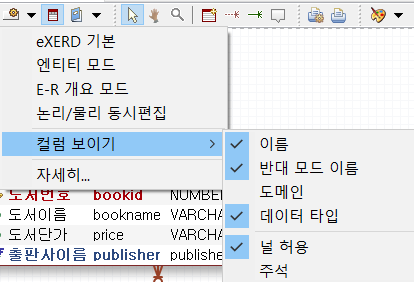 eXERD 기본
엔티티 모드
E-R 개요 모드
논리/물리 동시편집
컬럼 보이기
자세히...
이름
반대 모드 이름
도메인
데이터 타입
널 허용
주석
도서번호 bookid NUMBER
도서이름 bookname VARCHA
도서단가 price VARCHA
출판사이름 publisher publishe